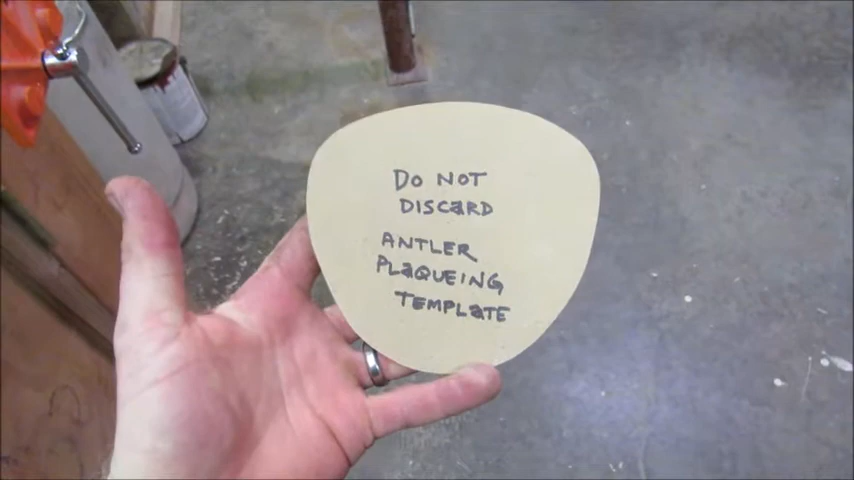 DO NOT
DISCARD
ANTLER
PLAQUEING
TEMPLATE